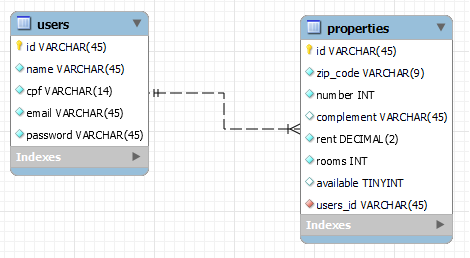 users
id VARCHAR(45)
name VARCHAR(45)
cpf VARCHAR(14)
email VARCHAR(45)
password VARCHAR(45)
Indexes
properties
id VARCHAR(45)
zip_code VARCHAR(9)
number INT
complement VARCHAR(45)
rent DECIMAL(2)
rooms INT
available TINYINT
users_id VARCHAR(45)
Indexes